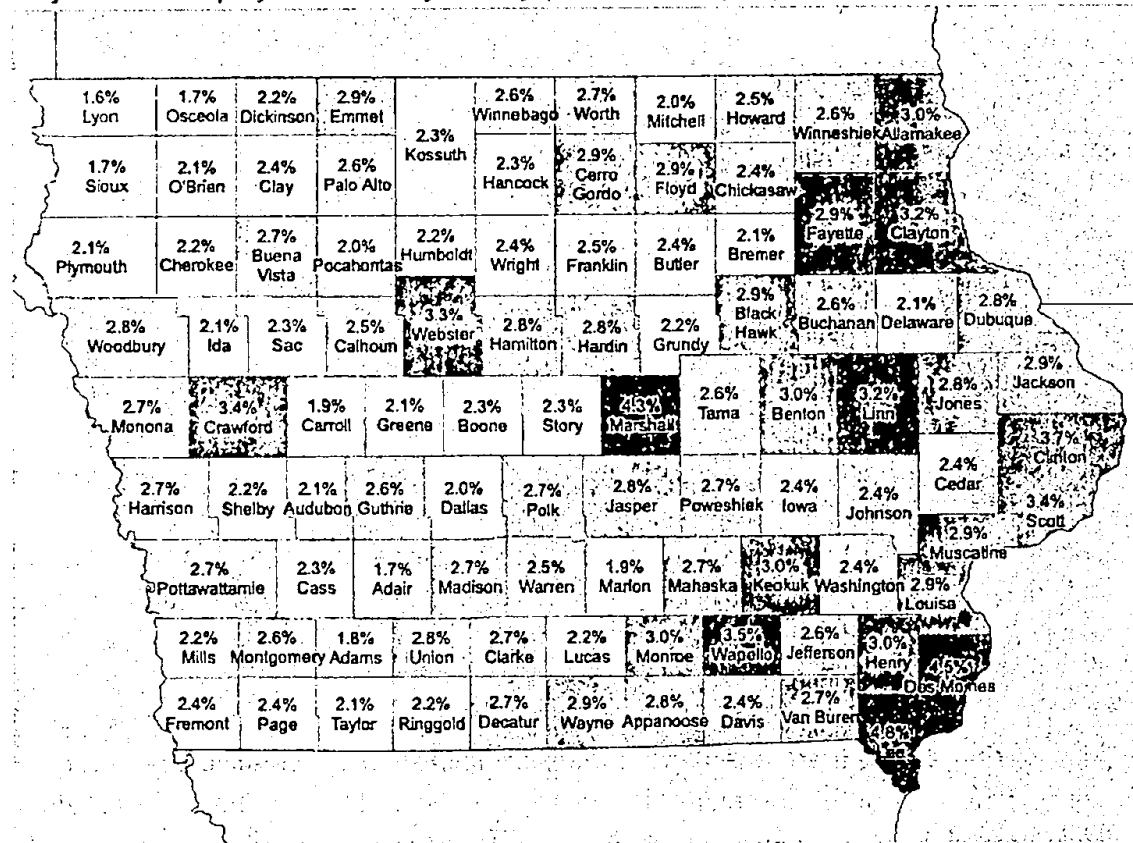 1.6%
Lyon
1.7%
Osceola
2.2%
Dickinson
2.9%
Emmet
2.3%
Kossuth
2.6%
Winnebago
2.7%
Worth
2.0%
Mitchell
2.5%
Howard
2.6%
Winneshiek
3.0%
Allamakee
1.7%
Sioux
2.1%
O'Brien
2.4%
Clay
2.6%
Palo Alto
2.3%
Hancock
2.9%
Cerro
Gordo
2.9%
Floyd
2.4%
Chickasaw
2.9%
Fayette
3.2%
Clayton
2.1%
Plymouth
2.2%
Cherokee
2.7%
Buena
Vista
2.0%
Pocahontas
2.2%
Humboldt
2.4%
Wright
2.5%
Franklin
2.4%
Butler
2.1%
Bremer
2.8%
Woodbury
2.1%
Ida
2.3%
Sac
2.5%
Calhoun
3.3%
Webster
2.8%
Hamilton
2.8%
Hardin
2.2%
Grundy
2.9%
Black
Hawk
2.6%
Buchanan
2.1%
Delaware
2.8%
Dubuque
2.7%
Monona
3.4%
Crawford
1.9%
Carroll
2.1%
Greene
2.3%
Boone
2.3%
Story
4.3%
Marshall
2.6%
Tama
3.0%
Benton
3.2%
Linn
2.8%
Jones
2.9%
Jackson
3.7%
Clinton
2.7%
Harrison
2.2%
Shelby
2.1%
Audubon
2.6%
Guthrie
2.0%
Dallas
2.7%
Polk
2.8%
Jasper
2.7%
Poweshiek
2.4%
Iowa
2.4%
Johnson
2.4%
Cedar
3.4%
Scott
2.9%
Muscatine
2.7%
Pottawattamie
2.3%
Cass
1.7%
Adair
2.7%
Madison
2.5%
Warren
1.9%
Marion
2.7%
Mahaska
3.0%
Keokuk
2.4%
Washington
2.9%
Louisa
2.2%
Mills
2.6%
Montgomery
1.8%
Adams
2.8%
Union
2.7%
Clarke
2.2%
Lucas
3.0%
Monroe
3.5%
Wapello
2.6%
Jefferson
3.0%
Henry
4.5%
Des Moines
2.4%
Fremont
2.4%
Page
2.1%
Taylor
2.2%
Ringgold
2.7%
Decatur
2.9%
Wayne
2.8%
Appanoose
2.4%
Davis
2.7%
Van Buren
4.8%
Lee